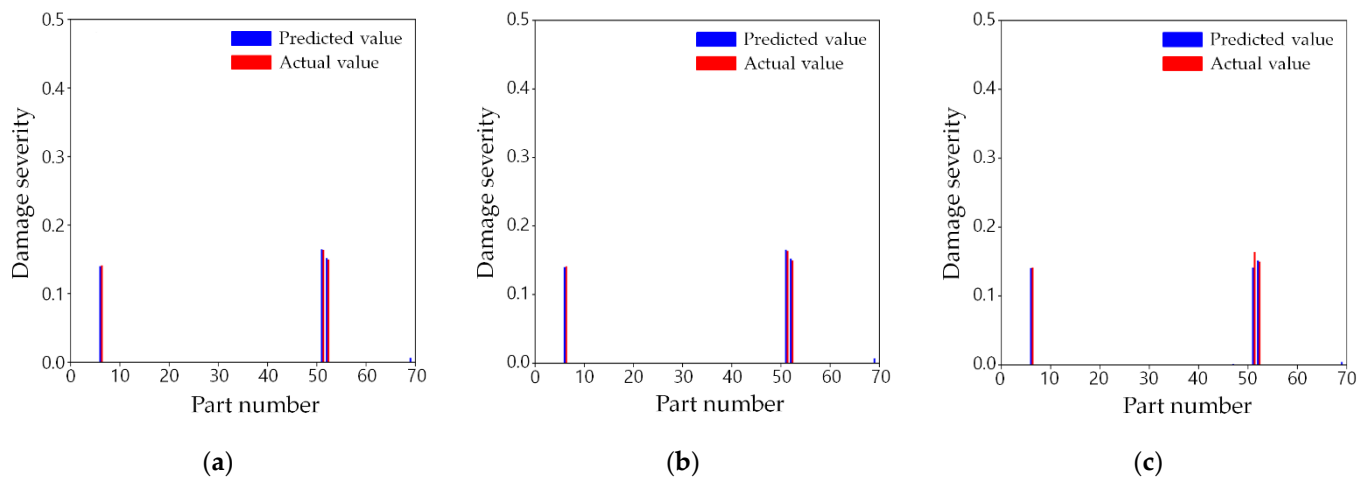 0.5
0.4
0.3
0.2
0.1
0.0
Damage severity
Predicted value
Actual value
0 10 20 30 40 50 60 70
Part number
(a)
0.5
0.4
0.3
0.2
0.1
0.0
Damage severity
Predicted value
Actual value
0 10 20 30 40 50 60 70
Part number
(b)
0.5
0.4
0.3
0.2
0.1
0.0
Damage severity
Predicted value
Actual value
0 10 20 30 40 50 60 70
Part number
(c)